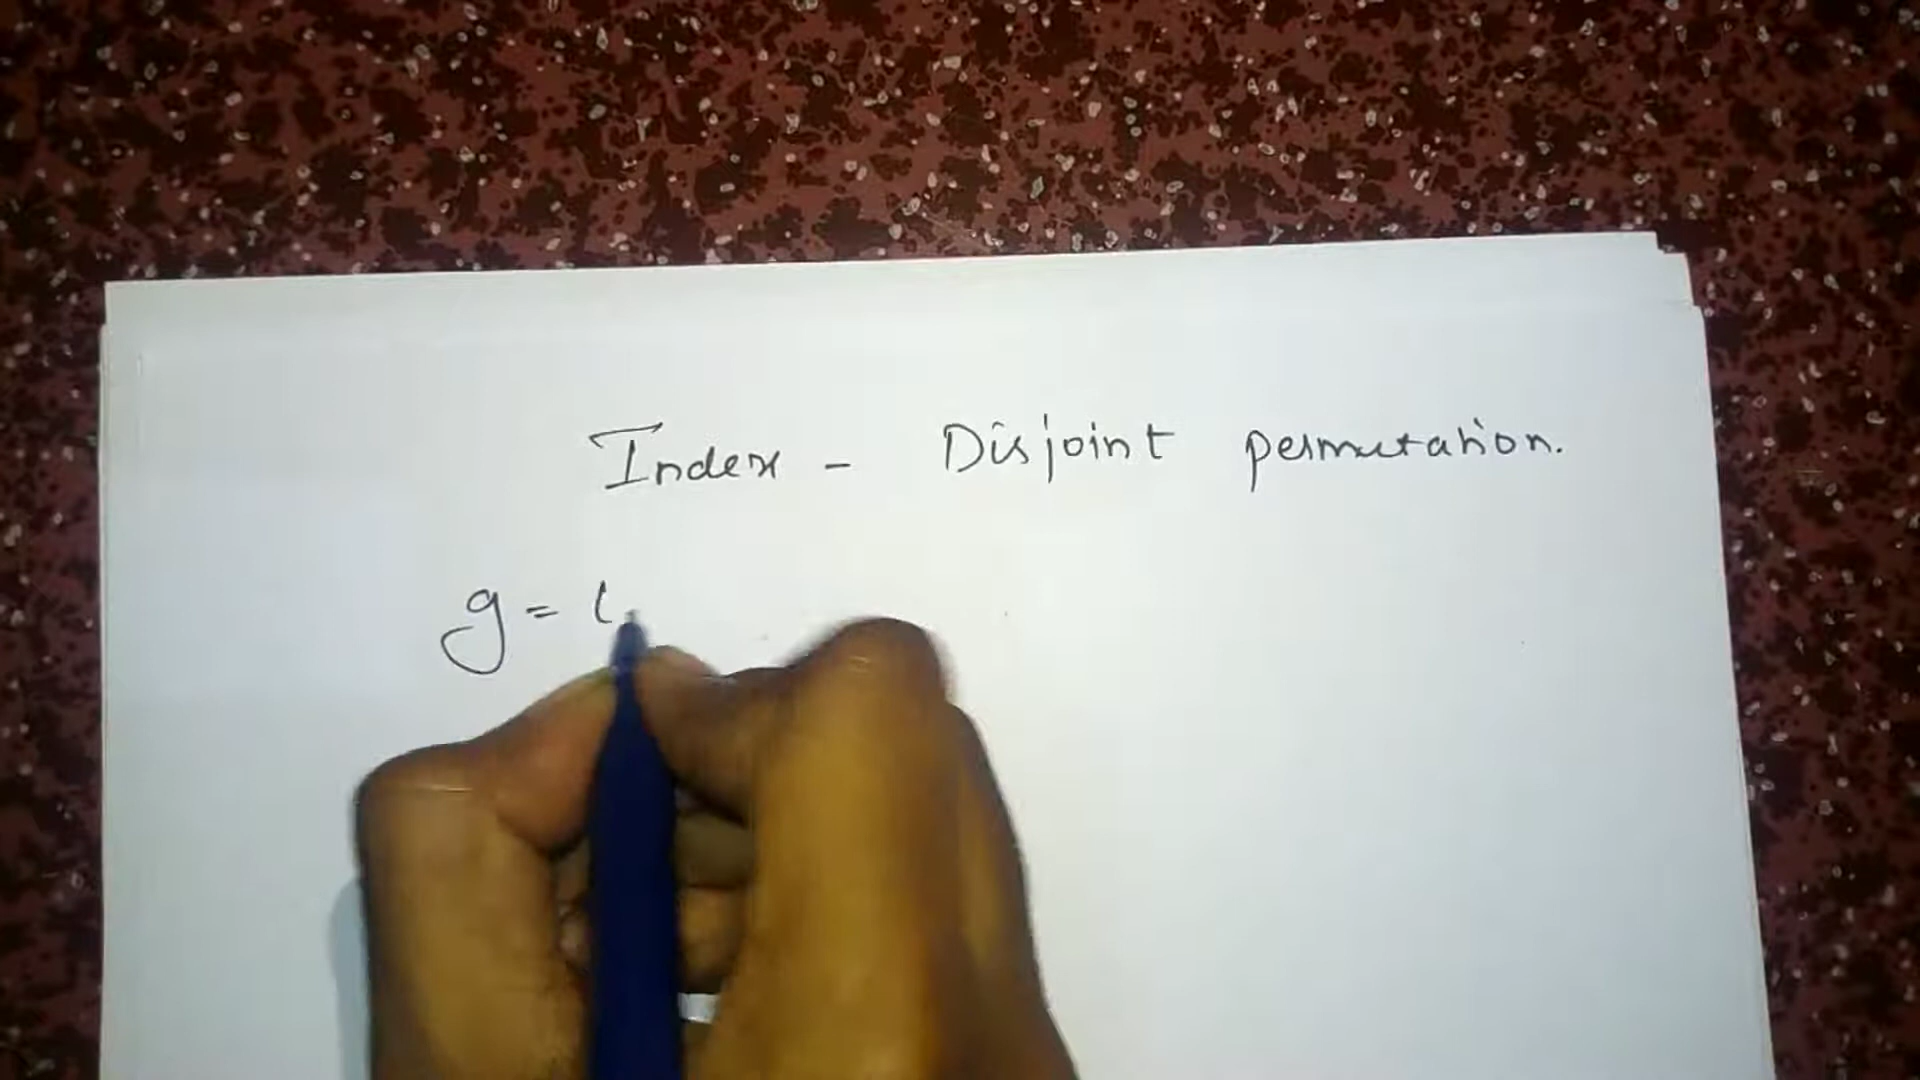 Index - Disjoint permutation.
g = (